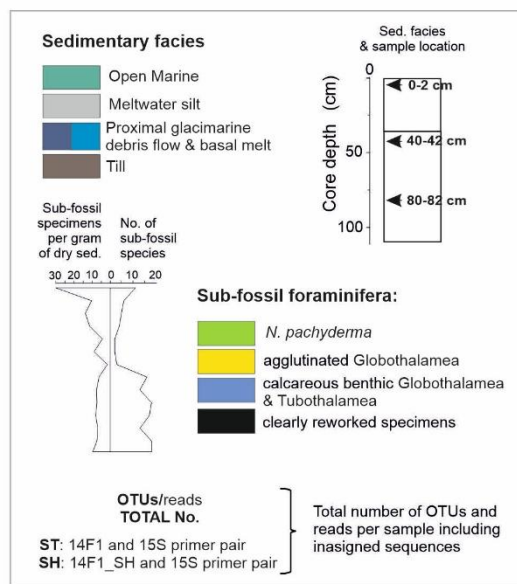 Sedimentary facies
Open Marine
Meltwater silt
Proximal glacimarine
debris flow & basal melt
Till
Sed. facies
& sample location
0
Core depth (cm)
0-2 cm
40-42 cm
50
80-82 cm
100
Sub-fossil
specimens
per gram
of dry sed.
No. of
sub-fossil
species
30 20 10 0 10 20
Sub-fossil foraminifera:
N. pachyderma
agglutinated Globothalamea
calcareous benthic Globothalamea
& Tubothalamea
clearly reworked specimens
OTUs/reads
TOTAL No.
ST: 14F1 and 15S primer pair
SH: 14F1_SH and 15S primer pair
Total number of OTUs and
reads per sample including
inasigned sequences